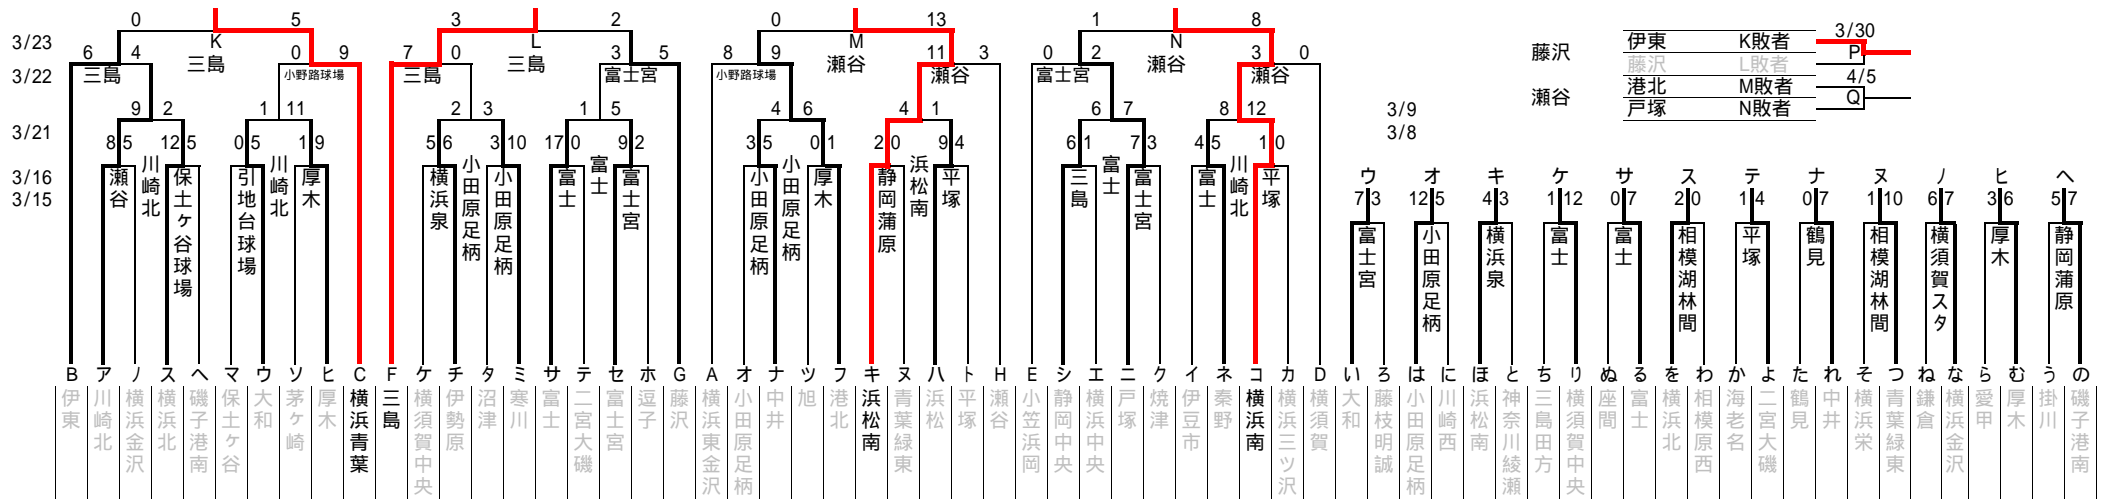 0 5 3 2 0 13 1 8
3/30
3/23 K L M N 伊東 K敗者 P
6 4 三島 0 9 7 0 三島 3 5 8 9 瀬谷 11 3 0 2 瀬谷 3 0 藤沢 藤沢 L敗者
3/22 三島 小野路球場 三島 富士宮 小野路球場 瀬谷 富士宮 瀬谷 港北 M敗者 4/5
瀬谷 戸塚 N敗者 Q
9 2 1 11 2 3 1 5 4 6 4 1 6 7 8 12 3/9
3/21 3/8
8 5 12 5 0 5 1 9 5 6 3 10 17 0 9 2 3 5 0 1 2 0 9 4 6 1 7 3 4 5 1 0
3/16 瀬谷 川崎北 保土ヶ谷球場 引地台球場 川崎北 厚木 横浜泉 小田原足柄 小田原足柄 富士 富士 富士宮 小田原足柄 小田原足柄 厚木 静岡蒲原 浜松南 平塚 三島 富士 富士宮 富士 川崎北 平塚
3/15
ウ オ キ ケ サ ス テ ナ ヌ ノ ヒ ヘ
7 3 12 5 4 3 1 12 0 7 2 0 1 4 0 7 1 10 6 7 3 6 5 7
富士宮 小田原足柄 横浜泉 富士 富士 相模湖林間 平塚 鶴見 相模湖林間 横須賀スタ 厚木 静岡蒲原
B ア ノ ス ヘ マ ウ ソ ヒ C F ケ チ タ ミ サ テ セ ホ G A オ ナ ツ フ キ ヌ ハ ト H E シ エ ニ ク イ ネ コ カ D い ろ は に ほ と ち り ぬ る を わ か よ た れ そ つ ね な ら む う の
伊東
川崎北
横浜金沢
横浜北
磯子港南
保土ヶ谷
大和
茅ヶ崎
厚木
横浜青葉
三島
横須賀中央
伊勢原
沼津
寒川
富士
二宮大磯
富士宮
逗子
藤沢
横浜東金沢
小田原足柄
中井
旭
港北
浜松南
青葉緑東
浜松
平塚
瀬谷
小笠浜岡
静岡中央
横浜中央
戸塚
焼津
伊豆市
秦野
横浜南
横浜三ツ沢
横須賀
大和
藤枝明誠
小田原足柄
川崎西
浜松南
神奈川綾瀬
三島田方
横須賀中央
座間
富士
横浜北
相模原西
海老名
二宮大磯
鶴見
中井
横浜栄
青葉緑東
鎌倉
横浜金沢
愛甲
厚木
掛川
磯子港南